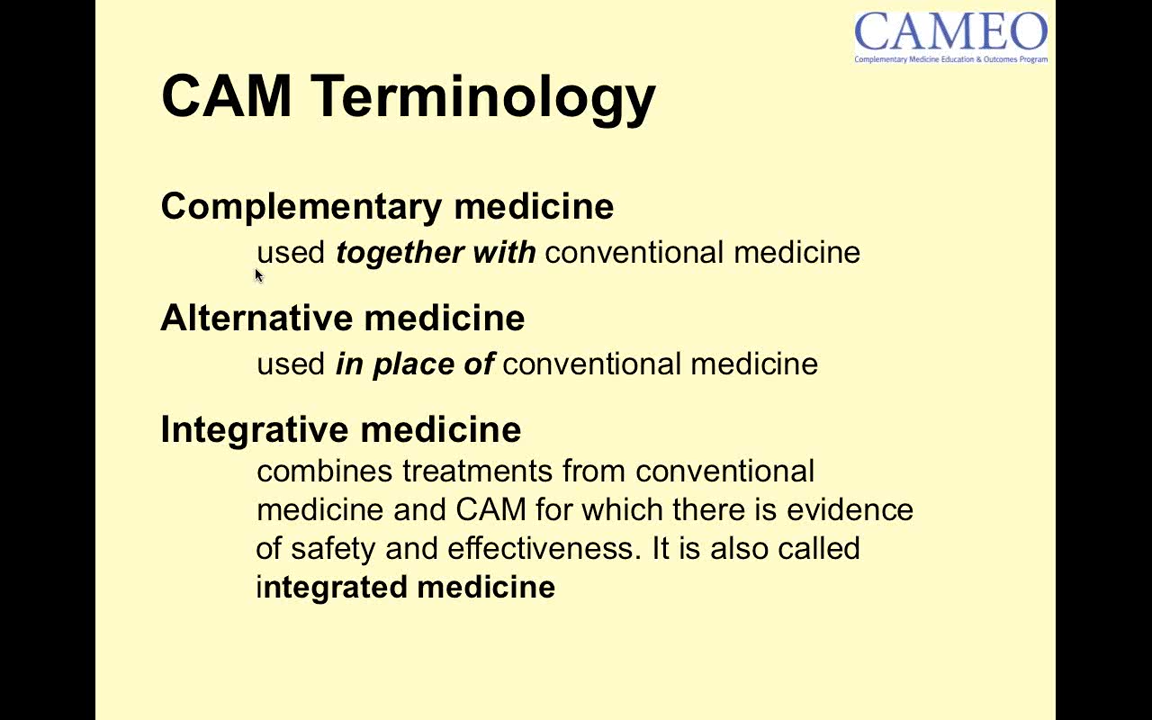 CAMEO
Complementary Medicine Education & Outcomes Program
CAM Terminology
Complementary medicine
used together with conventional medicine
Alternative medicine
used in place of conventional medicine
Integrative medicine
combines treatments from conventional
medicine and CAM for which there is evidence
of safety and effectiveness. It is also called
integrated medicine